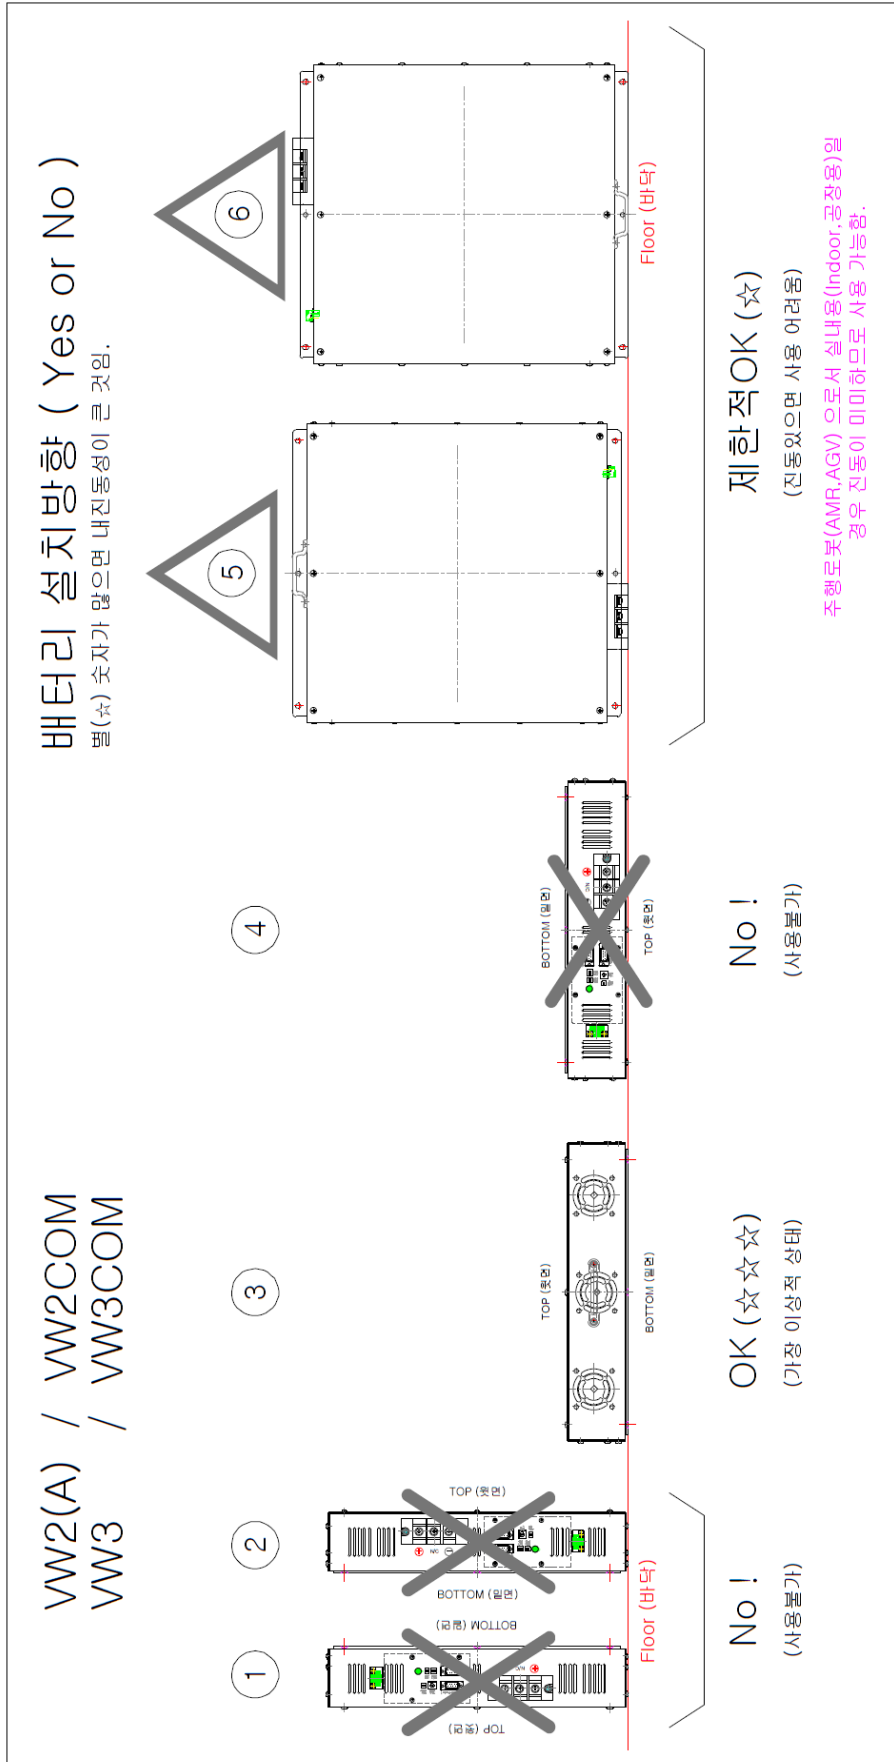 VW2(A) / VW2COM
VW3 / VW3COM
배터리 설치방향 ( Yes or No )
별(☆) 숫자가 많으면 내진동성이 큰 것임.
1
2
3
4
5
6
BOTTOM (밑면)
TOP (윗면)
TOP (윗면)
BOTTOM (밑면)
TOP (윗면)
BOTTOM (밑면)
BOTTOM (밑면)
TOP (윗면)
N/C
N/C
N/C
Floor (바닥)
Floor (바닥)
No !
(사용불가)
OK (☆☆☆)
(가장 이상적 상태)
No !
(사용불가)
제한적OK (☆)
(진동있으면 사용 어려움)
주행로봇(AMR,AGV) 으로서 실내용(Indoor,공장용)일
경우 진동이 미미하므로 사용 가능함.